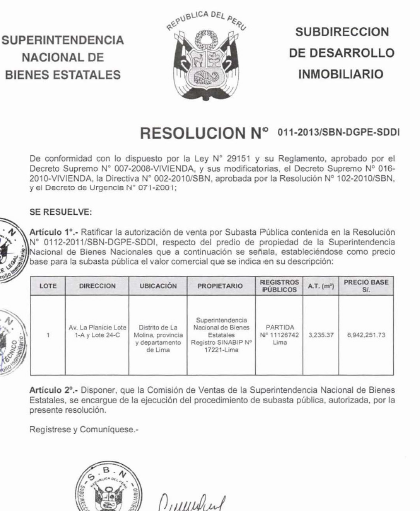 REPUBLICA DEL PERU
SUPERINTENDENCIA
NACIONAL DE
BIENES ESTATALES
SUBDIRECCION
DE DESARROLLO
INMOBILIARIO
RESOLUCION N° 011-2013/SBN-DGPE-SDDI
De conformidad con lo dispuesto por la Ley N° 29151 y su Reglamento, aprobado por el
Decreto Supremo N° 007-2008-VIVIENDA, y sus modificatorias, el Decreto Supremo N° 016-
2010-VIVIENDA, la Directiva N° 002-2010/SBN, aprobada por la Resolución N° 102-2010/SBN,
y el Decreto de Urgencia N° 071-2001;
SE RESUELVE:
Artículo 1°.- Ratificar la autorización de venta por Subasta Pública contenida en la Resolución
N° 0112-2011/SBN-DGPE-SDDI, respecto del predio de propiedad de la Superintendencia
Nacional de Bienes Nacionales que a continuación se señala, estableciéndose como precio
base para la subasta pública el valor comercial que se indica en su descripción:
LOTE DIRECCION UBICACIÓN PROPIETARIO REGISTROS PÚBLICOS A.T. (m²) PRECIO BASE S/.
1
Av. La Planicie Lote
1-A y Lote 24-C
Distrito de La
Molina, provincia
y departamento
de Lima
Superintendencia
Nacional de Bienes
Estatales
Registro SINABIP N°
17221-Lima
PARTIDA
N° 11126742
Lima
3,235.37
6,942,251.73
Artículo 2°.- Disponer, que la Comisión de Ventas de la Superintendencia Nacional de Bienes
Estatales, se encargue de la ejecución del procedimiento de subasta pública, autorizada, por la
presente resolución.
Regístrese y Comuníquese.-
S.B.N.